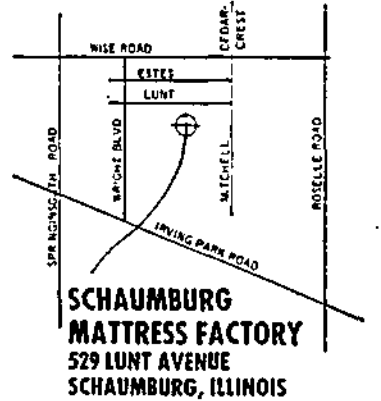 WISE ROAD
CEDAR-
CREST
ESTES
LUNT
SPRINGINSGUTH ROAD
WRIGHT BLVD
MITCHELL
ROSELLE ROAD
IRVING PARK ROAD
SCHAUMBURG
MATTRESS FACTORY
529 LUNT AVENUE
SCHAUMBURG, ILLINOIS